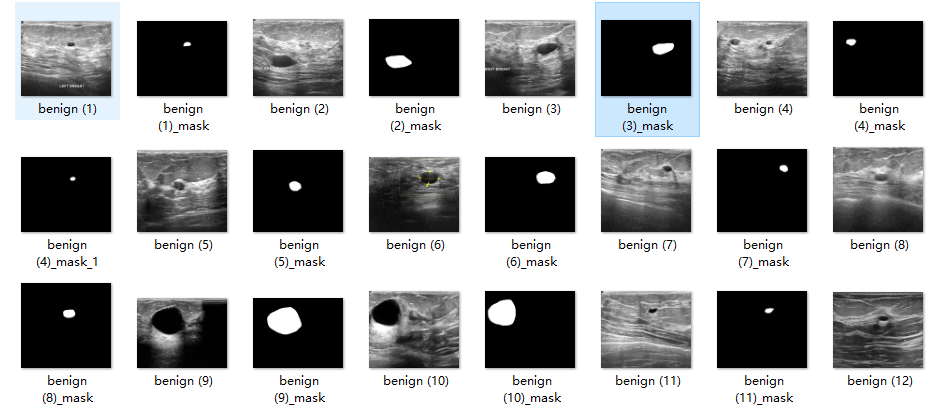 LEFT BREAST
benign (1)
benign
(1)_mask
benign (2)
benign
(2)_mask
benign (3)
benign
(3)_mask
benign (4)
benign
(4)_mask
benign
(4)_mask_1
benign (5)
benign
(5)_mask
benign (6)
benign
(6)_mask
benign (7)
benign
(7)_mask
benign (8)
benign
(8)_mask
benign (9)
benign
(9)_mask
benign (10)
benign
(10)_mask
benign (11)
benign
(11)_mask
benign (12)